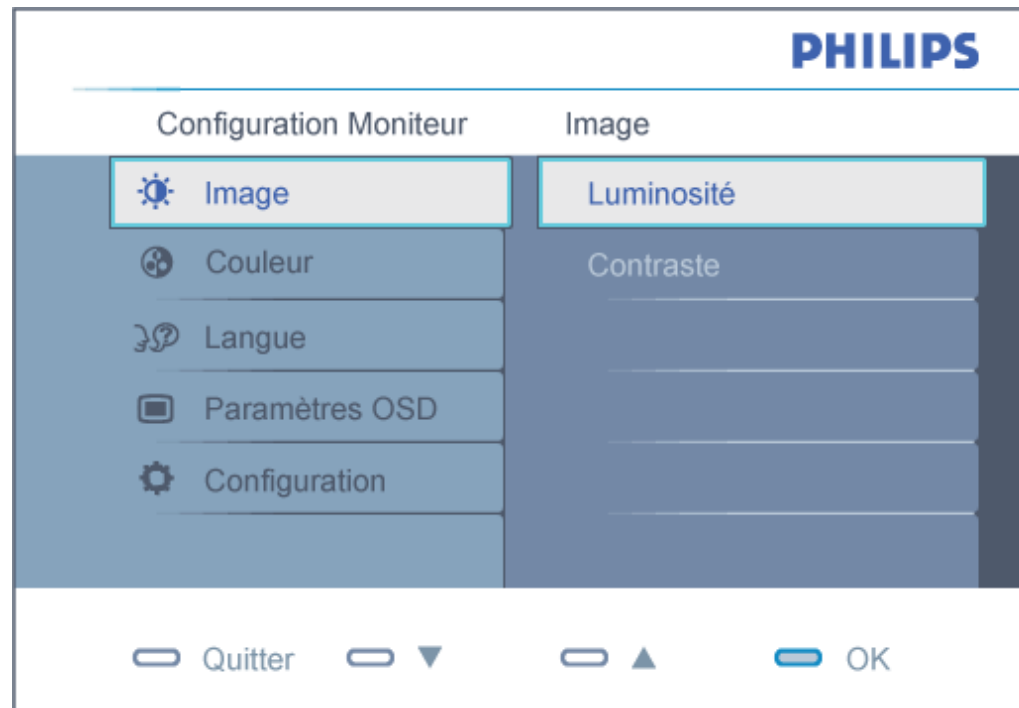 PHILIPS
Configuration Moniteur
Image
Image
Luminosité
Couleur
Contraste
Langue
Paramètres OSD
Configuration
Quitter ▼ ▲ OK